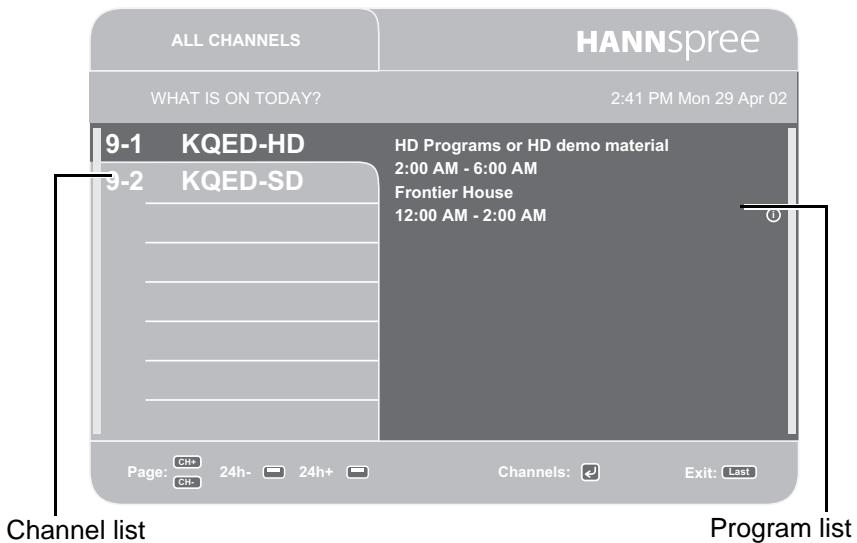 ALL CHANNELS
HANNspree
WHAT IS ON TODAY?
2:41 PM Mon 29 Apr 02
9-1 KQED-HD
9-2 KQED-SD
HD Programs or HD demo material
2:00 AM - 6:00 AM
Frontier House
12:00 AM - 2:00 AM
Page: CH+ CH- 24h- 24h+ Channels: Exit: Last
Channel list
Program list